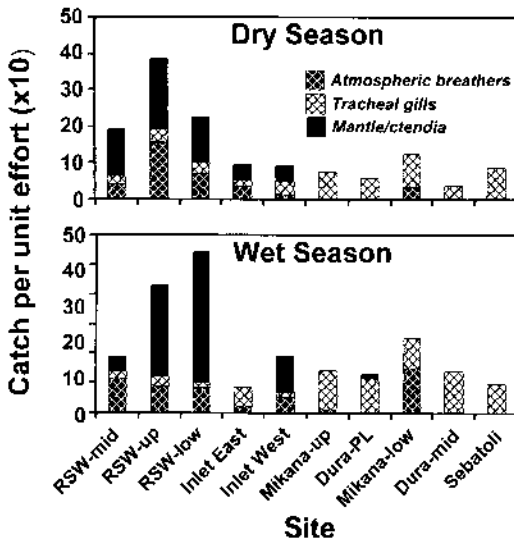 Catch per unit effort (x10)
50
40
30
20
10
0
Dry Season
Atmospheric breathers
Tracheal gills
Mantle/ctendia
50
40
30
20
10
0
Wet Season
RSW-mid
RSW-up
RSW-low
Inlet East
Inlet West
Mikana-up
Dura-PL
Mikana-low
Dura-mid
Sebatoli
Site